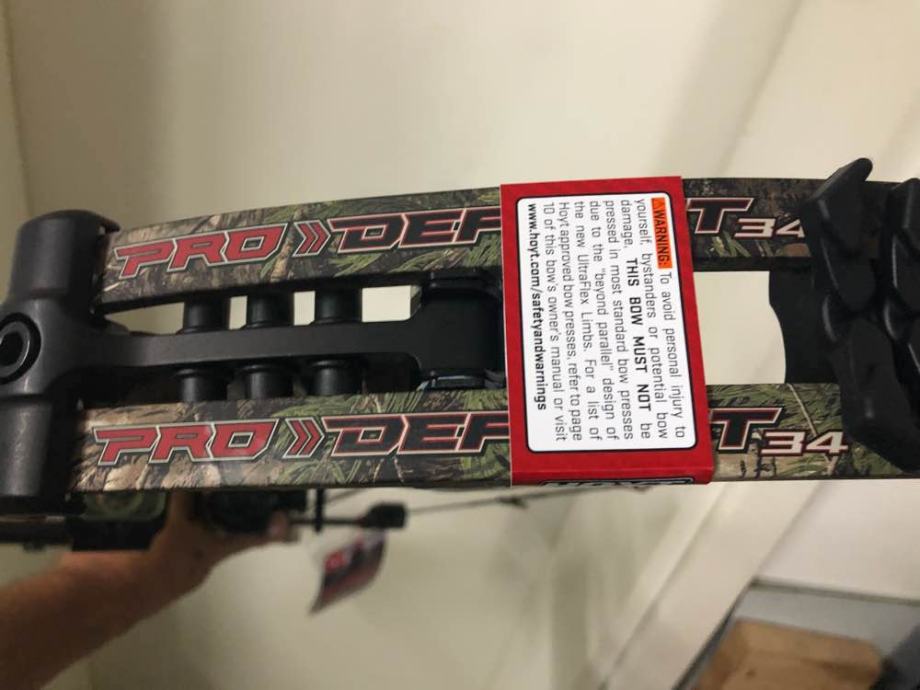 PRO DEF T 34
⚠WARNING: To avoid personal injury to
yourself, bystanders or potential bow
damage, THIS BOW MUST NOT be
pressed in most standard bow presses
due to the "beyond parallel" design of
the new UltraFlex Limbs. For a list of
Hoyt approved bow presses, refer to page
10 of this bow's owner's manual or visit
www.hoyt.com/safetyandwarnings
PRO DEF T 34